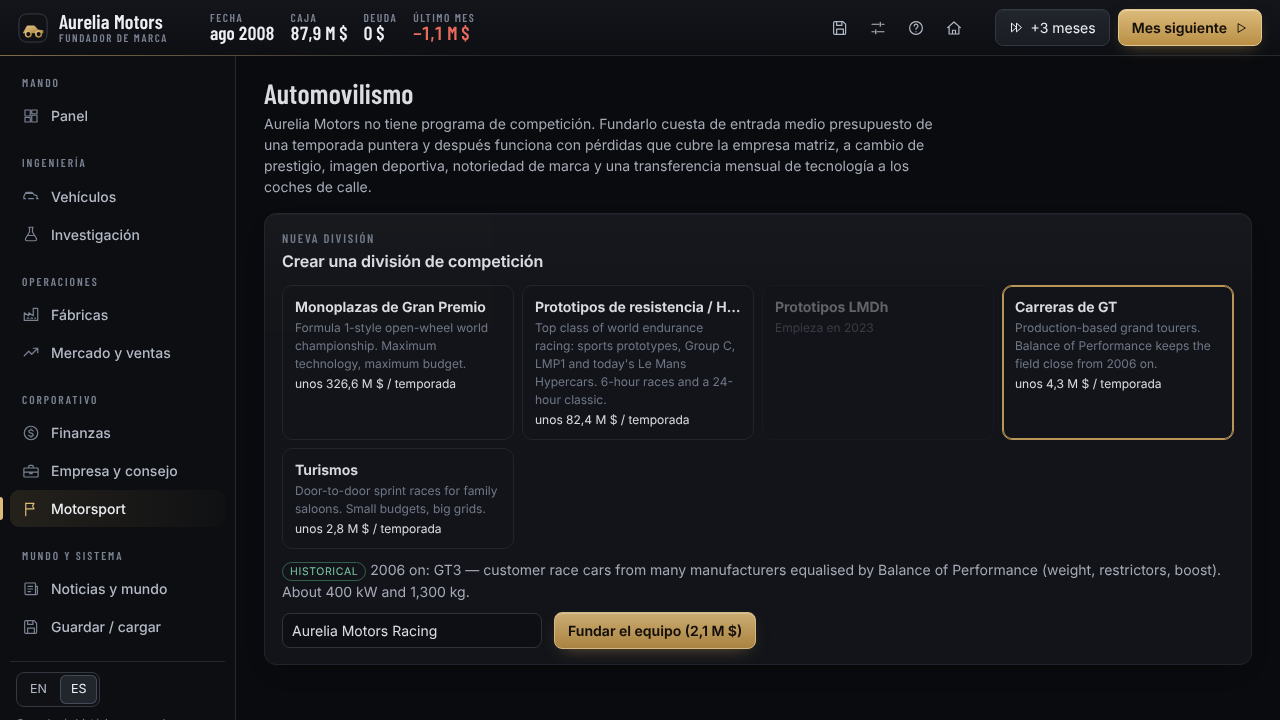 Aurelia Motors
FUNDADOR DE MARCA
FECHA
ago 2008
CAJA
87,9 M $
DEUDA
0 $
ÚLTIMO MES
−1,1 M $
+3 meses
Mes siguiente
MANDO
Panel
INGENIERÍA
Vehículos
Investigación
OPERACIONES
Fábricas
Mercado y ventas
CORPORATIVO
Finanzas
Empresa y consejo
Motorsport
MUNDO Y SISTEMA
Noticias y mundo
Guardar / cargar
EN
ES
Automovilismo
Aurelia Motors no tiene programa de competición. Fundarlo cuesta de entrada medio presupuesto de
una temporada puntera y después funciona con pérdidas que cubre la empresa matriz, a cambio de
prestigio, imagen deportiva, notoriedad de marca y una transferencia mensual de tecnología a los
coches de calle.
NUEVA DIVISIÓN
Crear una división de competición
Monoplazas de Gran Premio
Formula 1-style open-wheel world
championship. Maximum
technology, maximum budget.
unos 326,6 M $ / temporada
Prototipos de resistencia / H...
Top class of world endurance
racing: sports prototypes, Group C,
LMP1 and today's Le Mans
Hypercars. 6-hour races and a 24-
hour classic.
unos 82,4 M $ / temporada
Prototipos LMDh
Empieza en 2023
Carreras de GT
Production-based grand tourers.
Balance of Performance keeps the
field close from 2006 on.
unos 4,3 M $ / temporada
Turismos
Door-to-door sprint races for family
saloons. Small budgets, big grids.
unos 2,8 M $ / temporada
HISTORICAL 2006 on: GT3 — customer race cars from many manufacturers equalised by Balance of Performance (weight, restrictors, boost).
About 400 kW and 1,300 kg.
Aurelia Motors Racing
Fundar el equipo (2,1 M $)